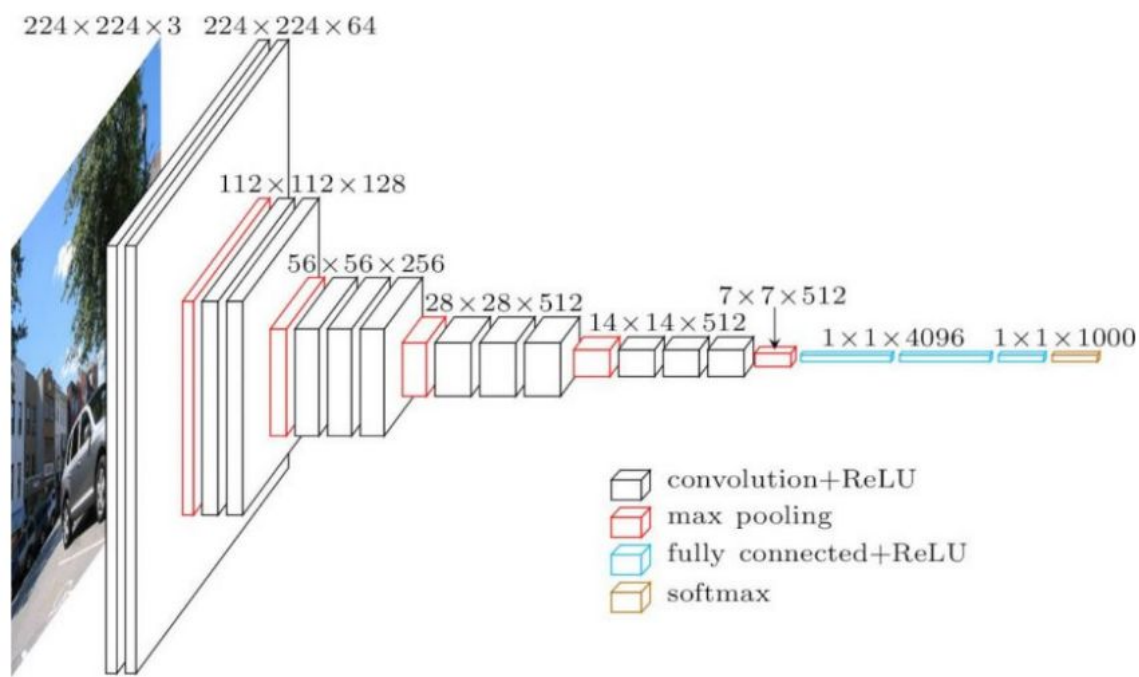 224×224×3
224×224×64
112×112×128
56×56×256
28×28×512
14×14×512
7×7×512
1×1×4096
1×1×1000
convolution+ReLU
max pooling
fully connected+ReLU
softmax